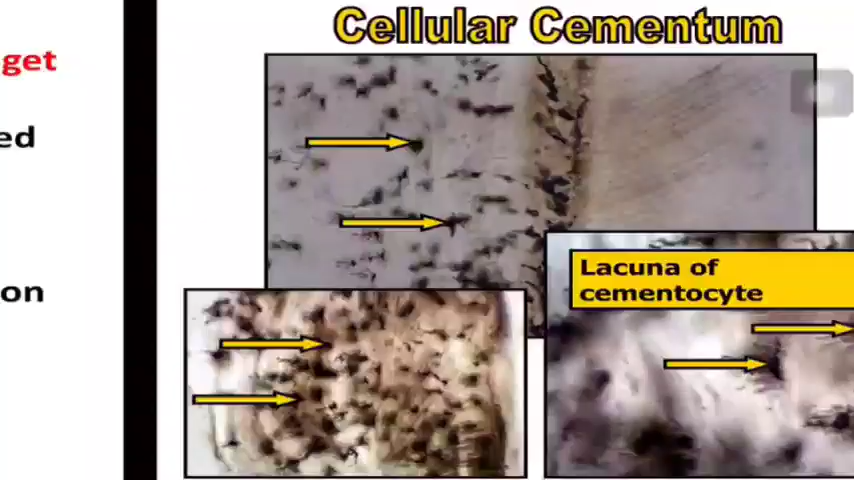 Cellular Cementum
get
ed
on
Lacuna of
cementocyte